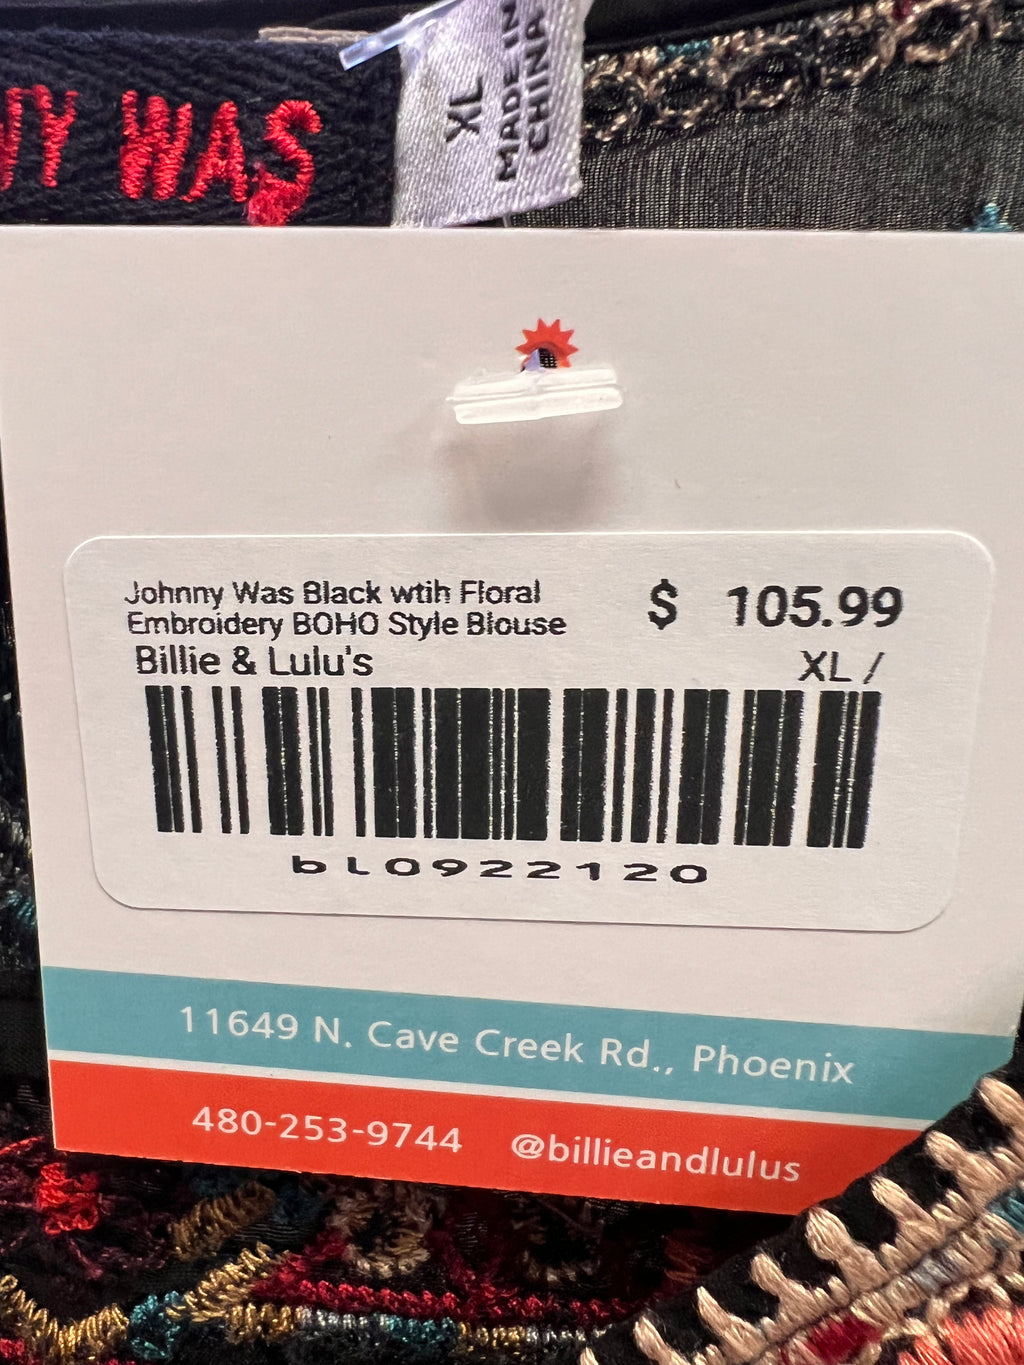 WAS
XL
MADE IN
CHINA
Johnny Was Black wtih Floral
Embroidery BOHO Style Blouse
$ 105.99
Billie & Lulu's
XL /
bL0922120
11649 N. Cave Creek Rd., Phoenix
480-253-9744 @billieandlulus